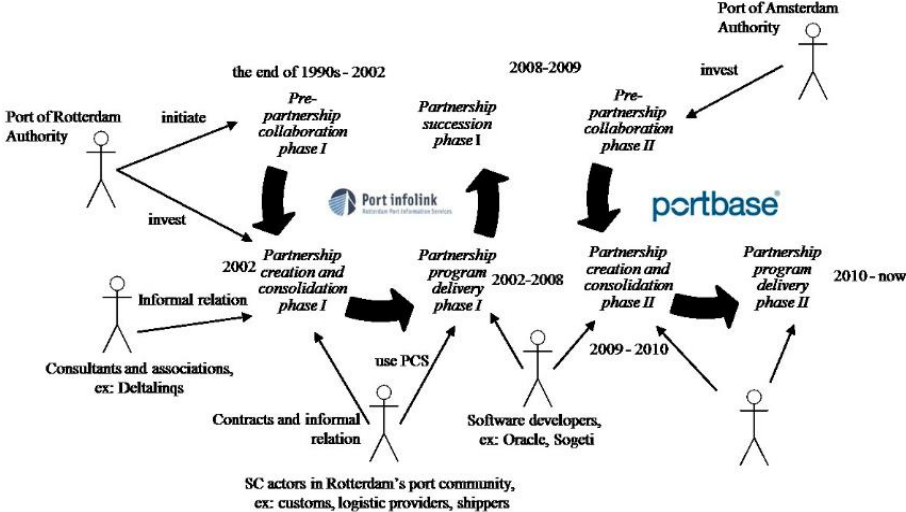 Port of Amsterdam
Authority
the end of 1990s - 2002
2008-2009
invest
Port of Rotterdam
Authority
initiate
Pre-
partnership
collaboration
phase I
Partnership
succession
phase I
Pre-
partnership
collaboration
phase II
Port infolink
Rotterdam Port Information Services
portbase
invest
2002
Partnership
creation and
consolidation
phase I
Partnership
program
delivery
phase I
2002-2008
Partnership
creation and
consolidation
phase II
Partnership
program
delivery
phase II
2010 - now
Informal relation
Consultants and associations,
ex: Deltalinqs
use PCS
2009 - 2010
Contracts and informal
relation
Software developers,
ex: Oracle, Sogeti
SC actors in Rotterdam's port community,
ex: customs, logistic providers, shippers